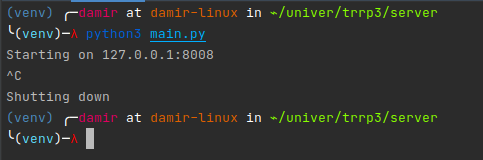 (venv) ╭─damir at damir-linux in ~/univer/trrp3/server
╰(venv)─λ python3 main.py
Starting on 127.0.0.1:8008
^C
Shutting down
(venv) ╭─damir at damir-linux in ~/univer/trrp3/server
╰(venv)─λ